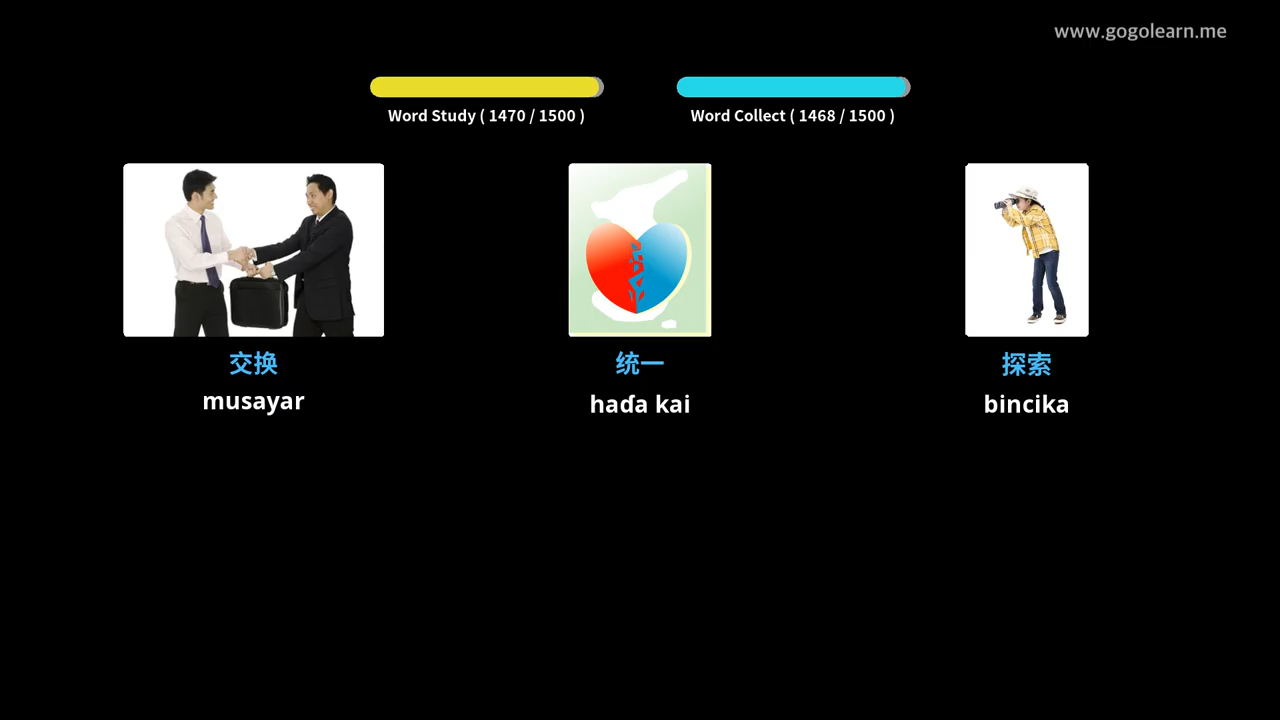 www.gogolearn.me
Word Study ( 1470 / 1500 )
Word Collect ( 1468 / 1500 )
交换
统一
探索
musayar
haɗa kai
bincika